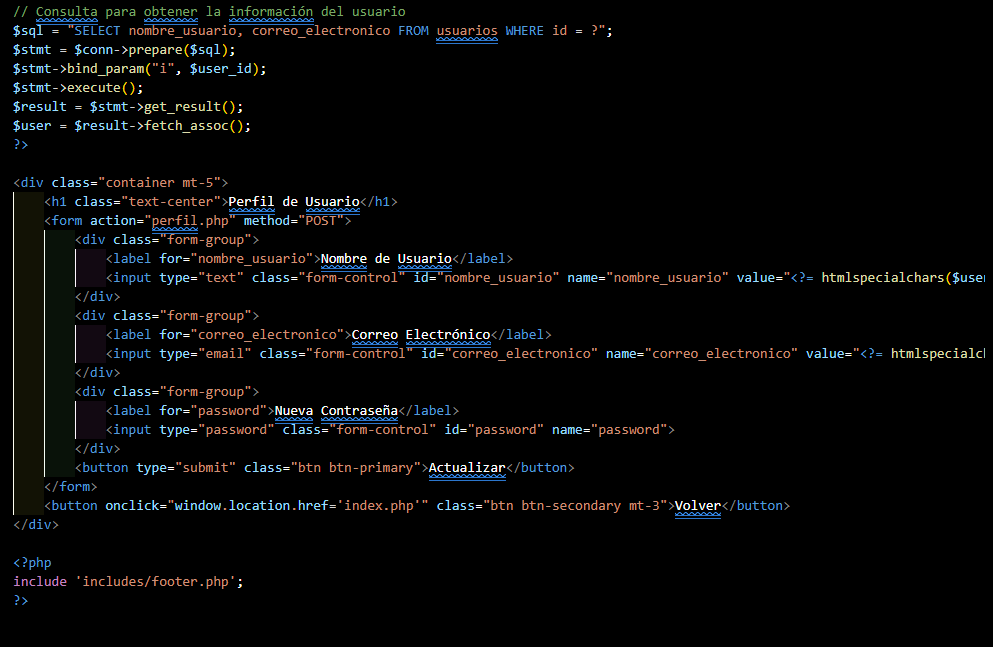 // Consulta para obtener la información del usuario
$sql = "SELECT nombre_usuario, correo_electronico FROM usuarios WHERE id = ?";
$stmt = $conn->prepare($sql);
$stmt->bind_param("i", $user_id);
$stmt->execute();
$result = $stmt->get_result();
$user = $result->fetch_assoc();
?>
<div class="container mt-5">
<h1 class="text-center">Perfil de Usuario</h1>
<form action="perfil.php" method="POST">
<div class="form-group">
<label for="nombre_usuario">Nombre de Usuario</label>
<input type="text" class="form-control" id="nombre_usuario" name="nombre_usuario" value="<?= htmlspecialchars($user
</div>
<div class="form-group">
<label for="correo_electronico">Correo Electrónico</label>
<input type="email" class="form-control" id="correo_electronico" name="correo_electronico" value="<?= htmlspecialch
</div>
<div class="form-group">
<label for="password">Nueva Contraseña</label>
<input type="password" class="form-control" id="password" name="password">
</div>
<button type="submit" class="btn btn-primary">Actualizar</button>
</form>
<button onclick="window.location.href='index.php'" class="btn btn-secondary mt-3">Volver</button>
</div>
<?php
include 'includes/footer.php';
?>